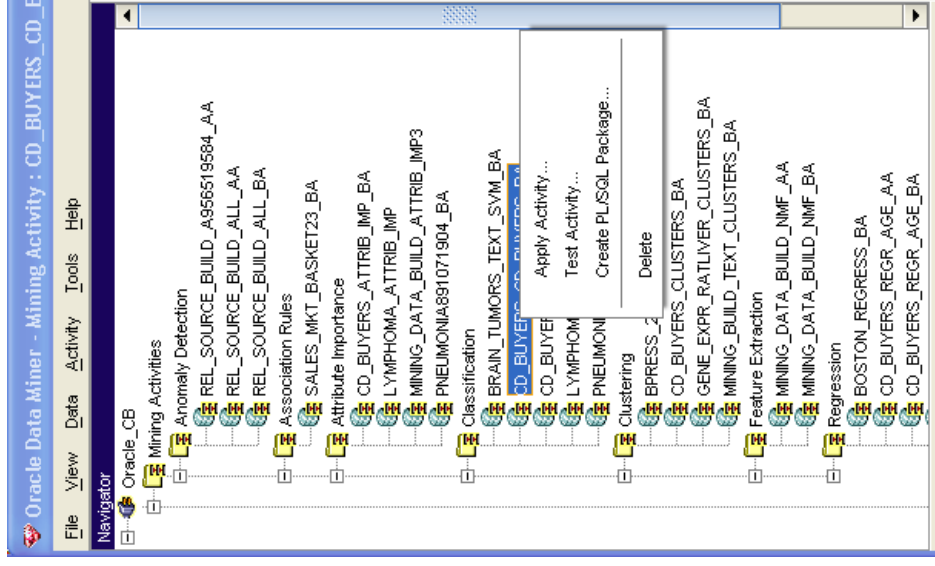 Oracle Data Miner - Mining Activity : CD_BUYERS_CD_B
File View Data Activity Tools Help
Navigator
Oracle_CB
Mining Activities
Anomaly Detection
REL_SOURCE_BUILD_A956519584_AA
REL_SOURCE_BUILD_ALL_AA
REL_SOURCE_BUILD_ALL_BA
Association Rules
SALES_MKT_BASKET23_BA
Attribute Importance
CD_BUYERS_ATTRIB_IMP_BA
LYMPHOMA_ATTRIB_IMP
MINING_DATA_BUILD_ATTRIB_IMP3
PNEUMONIA891071904_BA
Classification
BRAIN_TUMORS_TEXT_SVM_BA
CD_BUYERS_CD_BUYERS_BA
CD_BUYER
LYMPHOM
PNEUMONI
Apply Activity...
Test Activity...
Create PL/SQL Package...
Delete
Clustering
BPRESS_2
CD_BUYERS_CLUSTERS_BA
GENE_EXPR_RATLIVER_CLUSTERS_BA
MINING_BUILD_TEXT_CLUSTERS_BA
Feature Extraction
MINING_DATA_BUILD_NMF_AA
MINING_DATA_BUILD_NMF_BA
Regression
BOSTON_REGRESS_BA
CD_BUYERS_REGR_AGE_AA
CD_BUYERS_REGR_AGE_BA